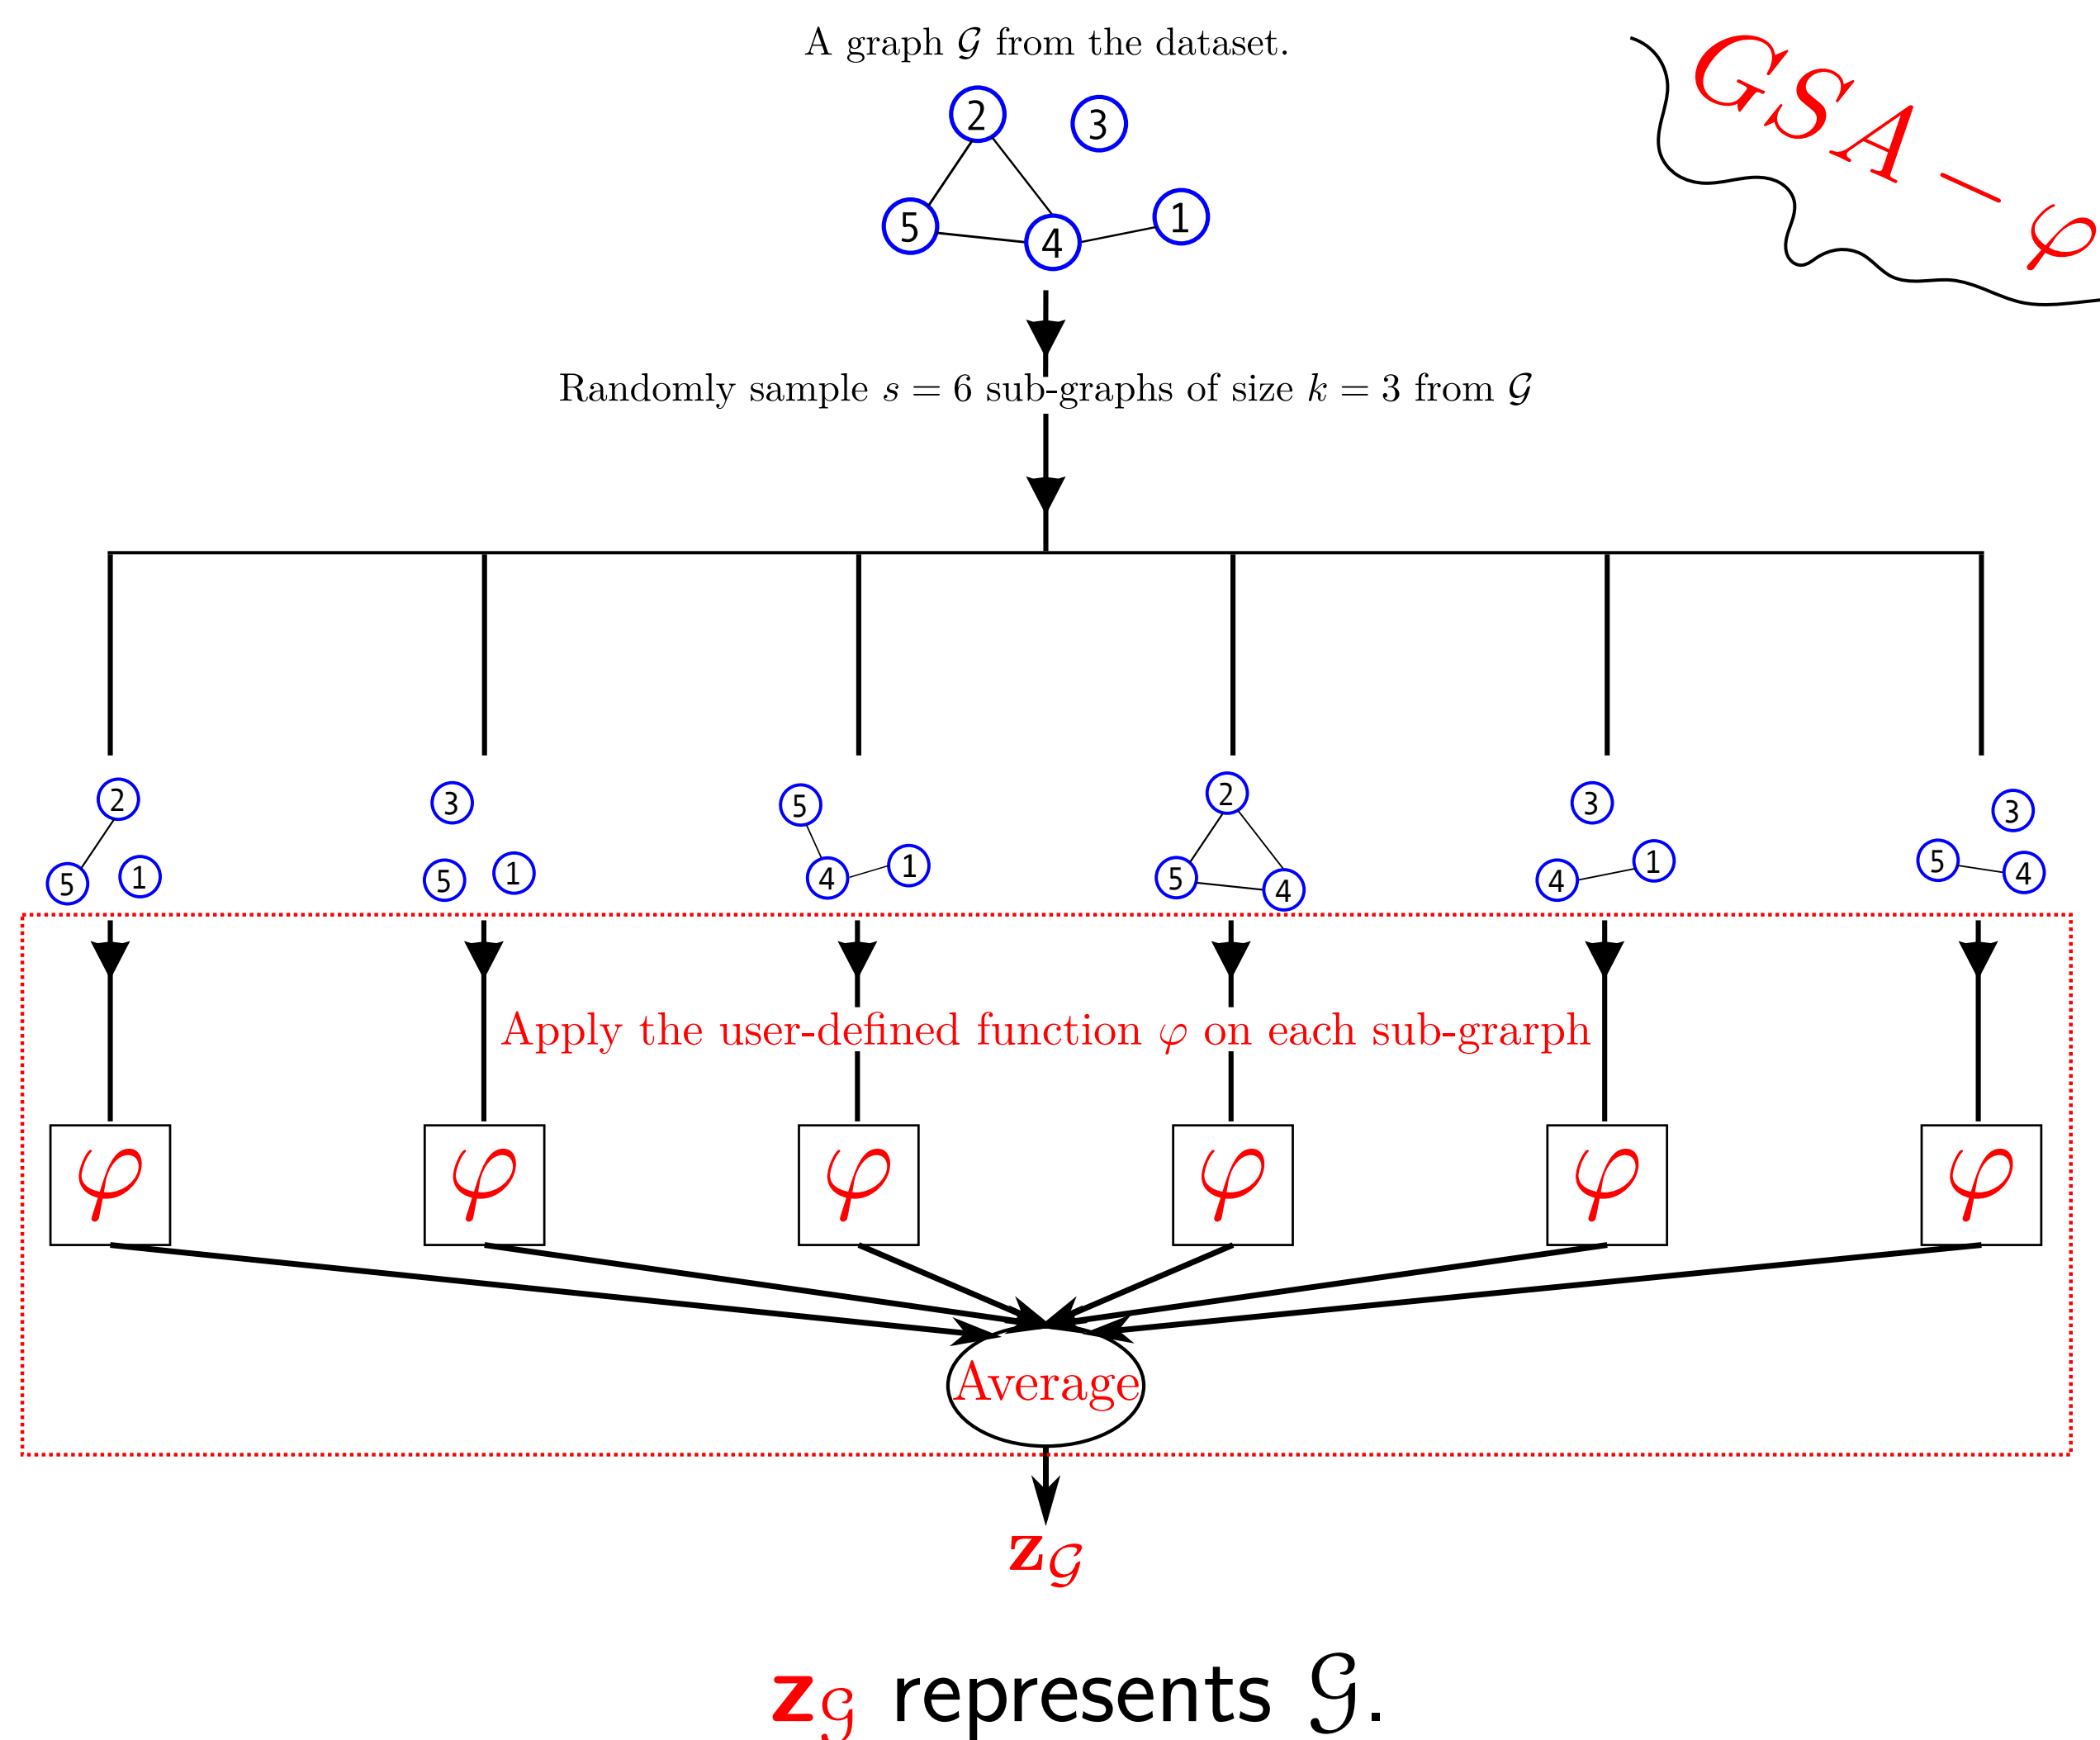 A graph 𝒢 from the dataset.
GSA − φ
2
3
5
4
1
Randomly sample s = 6 sub-graphs of size k = 3 from 𝒢
2
5
1
3
5
1
5
4
1
2
5
4
3
4
1
3
5
4
Apply the user-defined function φ on each sub-grarph
φ φ φ φ φ φ
Average
z𝒢
z𝒢 represents 𝒢.